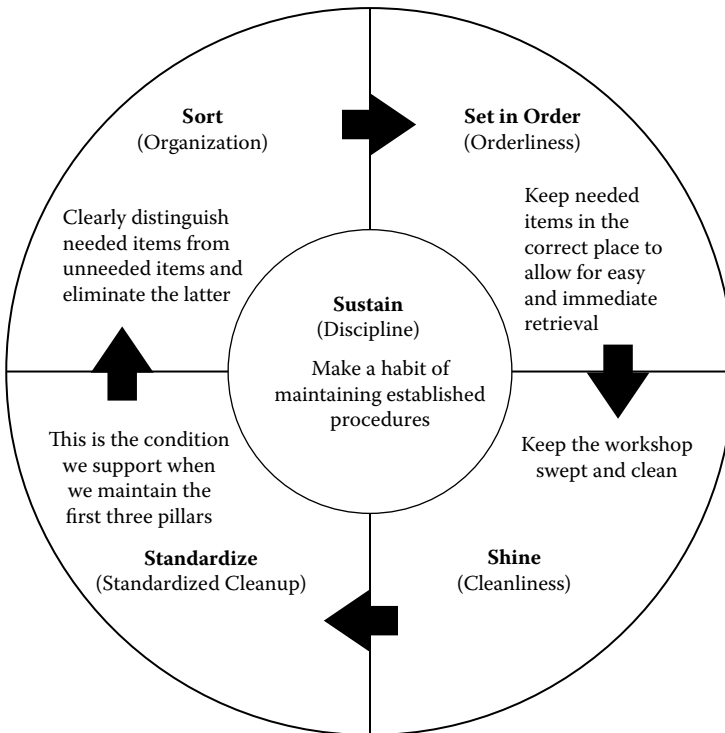 Sort
(Organization)
Clearly distinguish
needed items from
unneeded items and
eliminate the latter
Set in Order
(Orderliness)
Keep needed
items in the
correct place to
allow for easy
and immediate
retrieval
Sustain
(Discipline)
Make a habit of
maintaining established
procedures
This is the condition
we support when
we maintain the
first three pillars
Standardize
(Standardized Cleanup)
Keep the workshop
swept and clean
Shine
(Cleanliness)